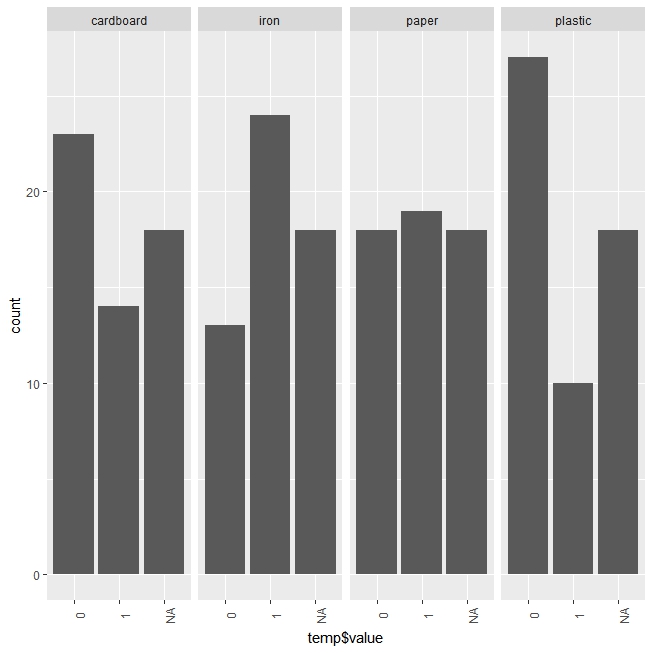 cardboard iron paper plastic
20
10
0
count
0 1 NA 0 1 NA 0 1 NA 0 1 NA
temp$value